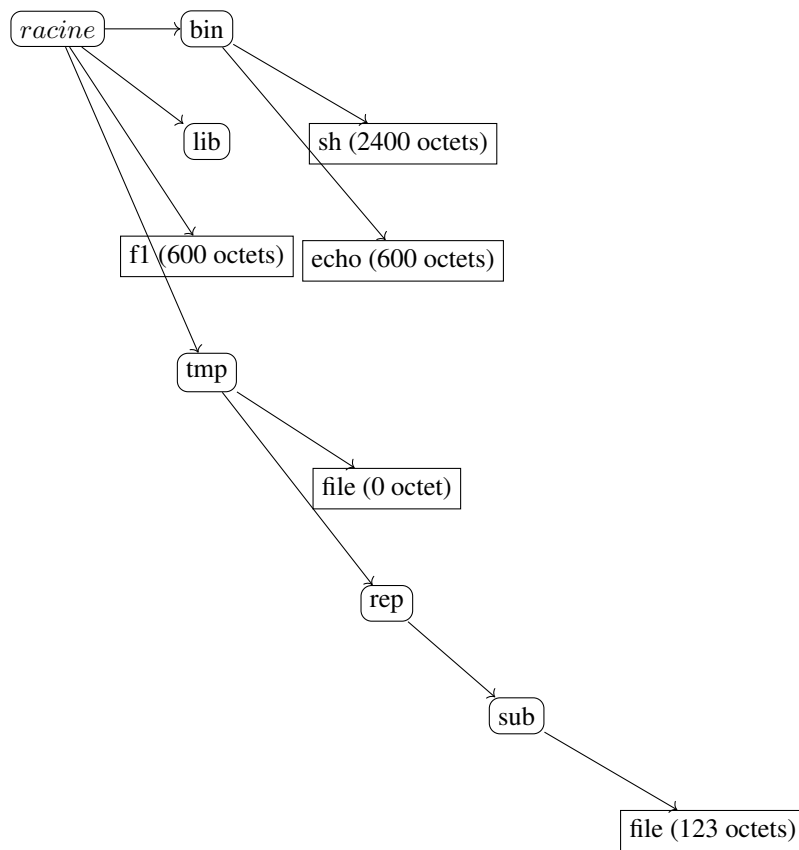 racine
bin
sh (2400 octets)
lib
f1 (600 octets)
echo (600 octets)
tmp
file (0 octet)
rep
sub
file (123 octets)